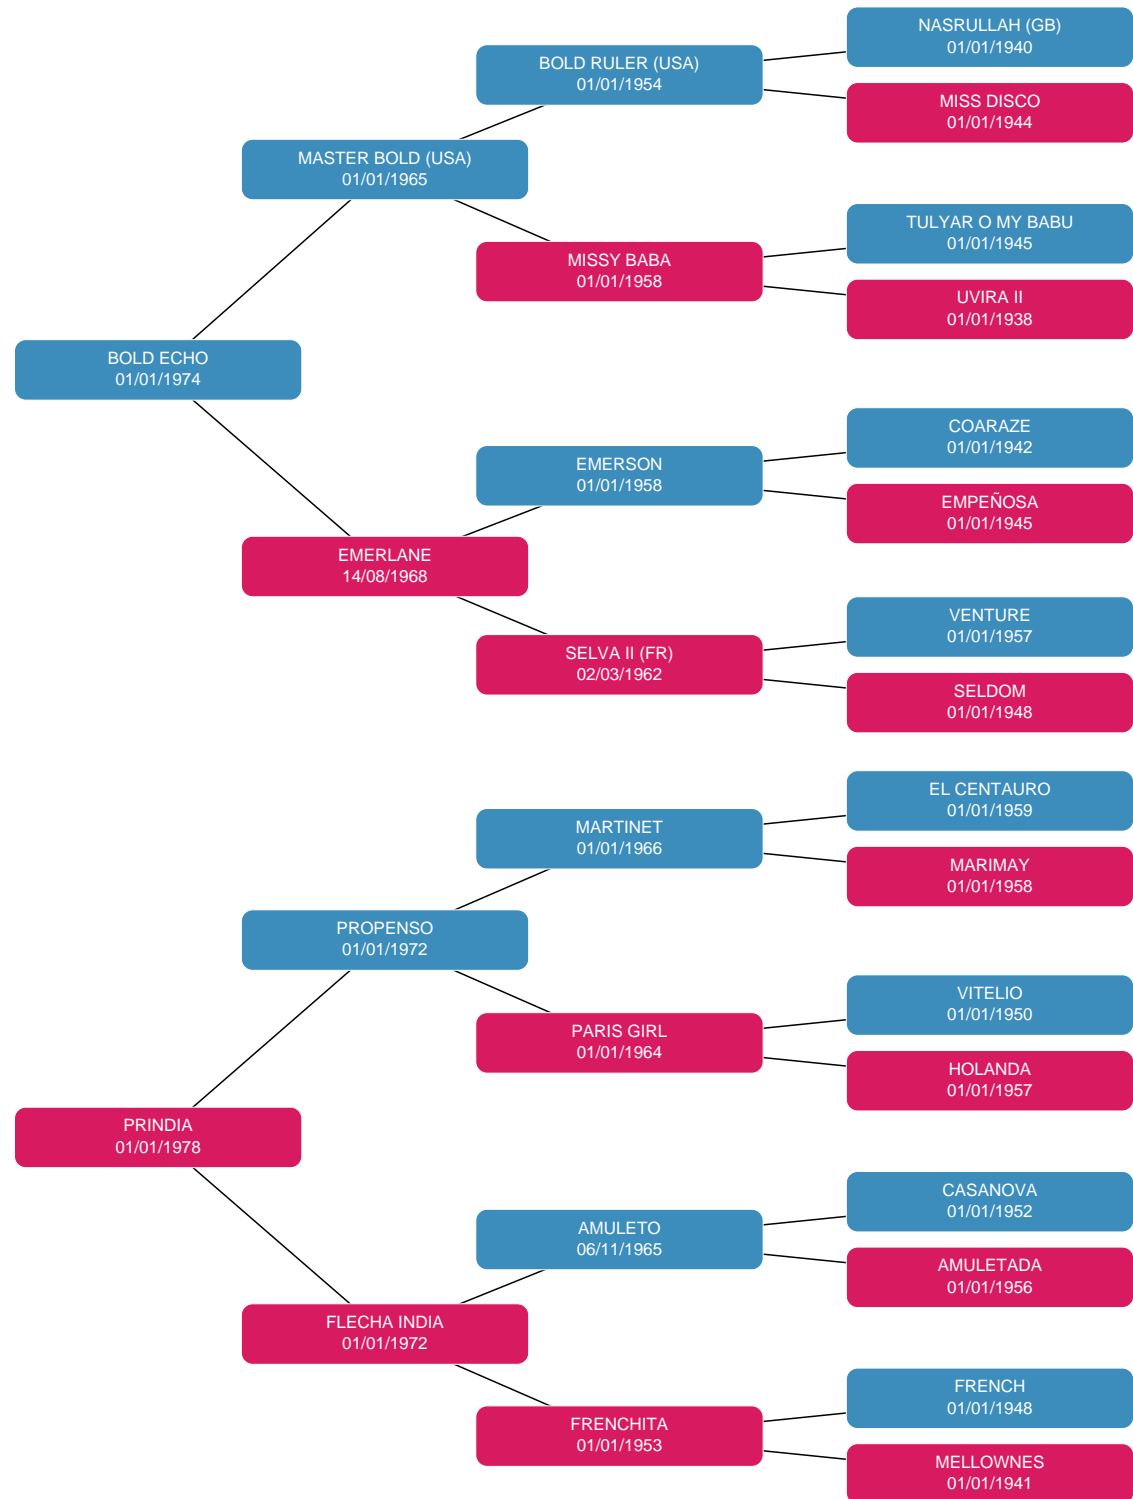 NASRULLAH (GB)
01/01/1940
BOLD RULER (USA)
01/01/1954
MISS DISCO
01/01/1944
MASTER BOLD (USA)
01/01/1965
TULYAR O MY BABU
01/01/1945
MISSY BABA
01/01/1958
UVIRA II
01/01/1938
BOLD ECHO
01/01/1974
COARAZE
01/01/1942
EMERSON
01/01/1958
EMPEÑOSA
01/01/1945
EMERLANE
14/08/1968
VENTURE
01/01/1957
SELVA II (FR)
02/03/1962
SELDOM
01/01/1948
EL CENTAURO
01/01/1959
MARTINET
01/01/1966
MARIMAY
01/01/1958
PROPENSO
01/01/1972
VITELIO
01/01/1950
PARIS GIRL
01/01/1964
HOLANDA
01/01/1957
PRINDIA
01/01/1978
CASANOVA
01/01/1952
AMULETO
06/11/1965
AMULETADA
01/01/1956
FLECHA INDIA
01/01/1972
FRENCH
01/01/1948
FRENCHITA
01/01/1953
MELLOWNES
01/01/1941